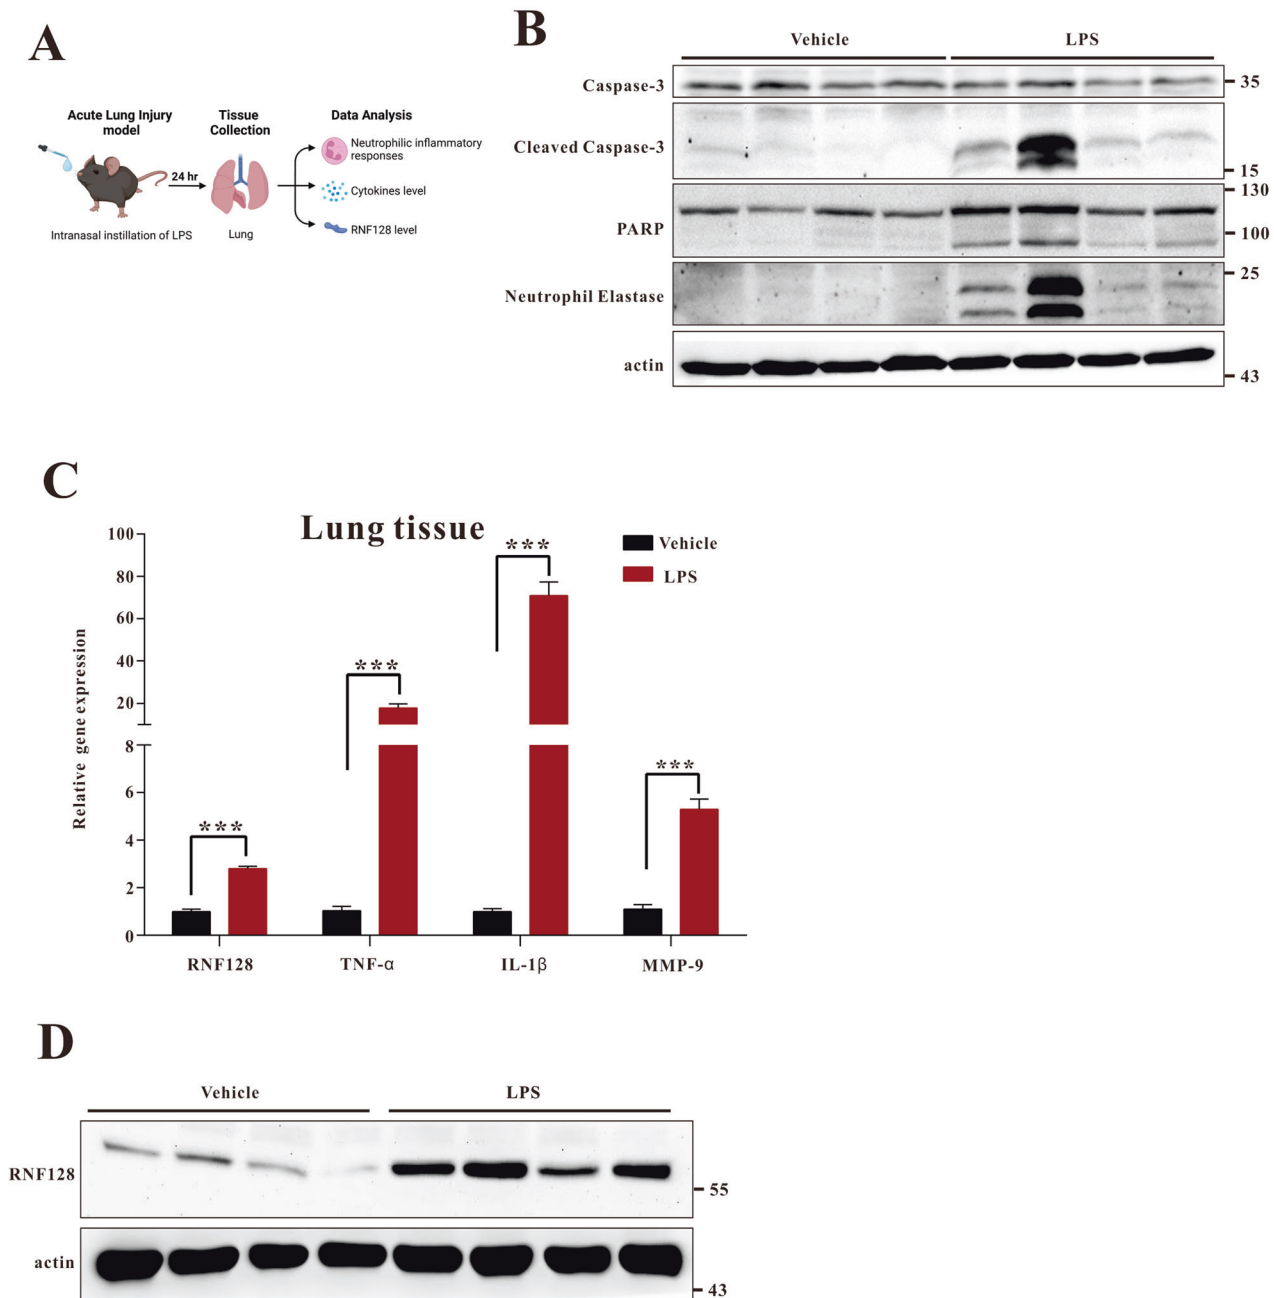 A
Acute Lung Injury
model
Tissue
Collection
Data Analysis
24 hr
Neutrophilic inflammatory
responses
Cytokines level
RNF128 level
Intranasal instillation of LPS
Lung
B
Vehicle
LPS
Caspase-3
35
Cleaved Caspase-3
15
130
PARP
100
25
Neutrophil Elastase
actin
43
C
Lung tissue
Vehicle
LPS
Relative gene expression
100
80
60
40
20
8
6
4
2
0
***
***
***
***
RNF128
TNF-α
IL-1β
MMP-9
D
Vehicle
LPS
RNF128
55
actin
43